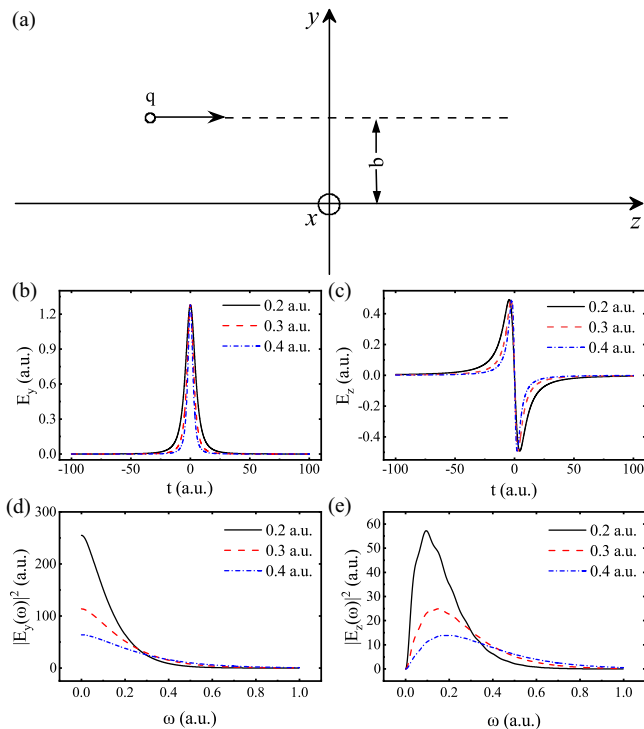 (a)
y
q
b
x
z
(b)
1.2
0.9
0.6
0.3
0.0
E_y (a.u.)
0.2 a.u.
0.3 a.u.
0.4 a.u.
-100 -50 0 50 100
t (a.u.)
(c)
0.4
0.2
0.0
-0.2
-0.4
E_z (a.u.)
0.2 a.u.
0.3 a.u.
0.4 a.u.
-100 -50 0 50 100
t (a.u.)
(d)
300
250
200
150
100
50
0
|E_y(ω)|² (a.u.)
0.2 a.u.
0.3 a.u.
0.4 a.u.
0.0 0.2 0.4 0.6 0.8 1.0
ω (a.u.)
(e)
60
50
40
30
20
10
0
|E_z(ω)|² (a.u.)
0.2 a.u.
0.3 a.u.
0.4 a.u.
0.0 0.2 0.4 0.6 0.8 1.0
ω (a.u.)